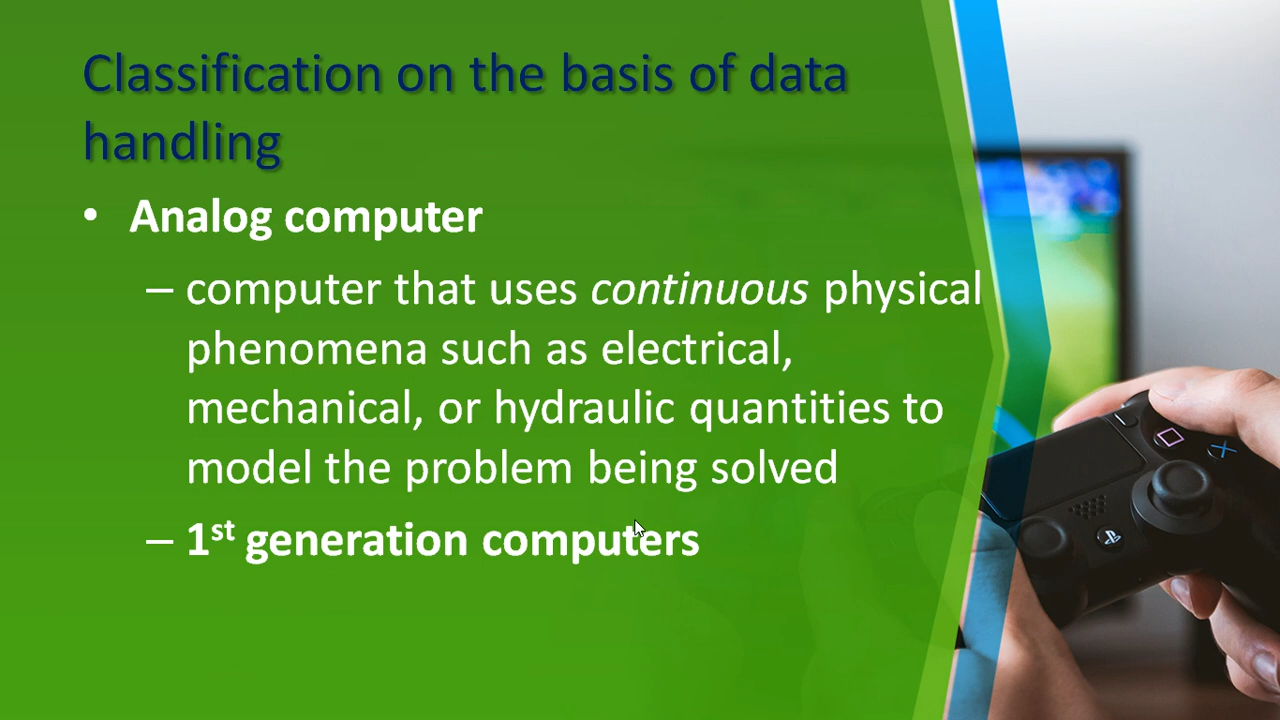 Classification on the basis of data
handling
• Analog computer
– computer that uses continuous physical
phenomena such as electrical,
mechanical, or hydraulic quantities to
model the problem being solved
– 1st generation computers